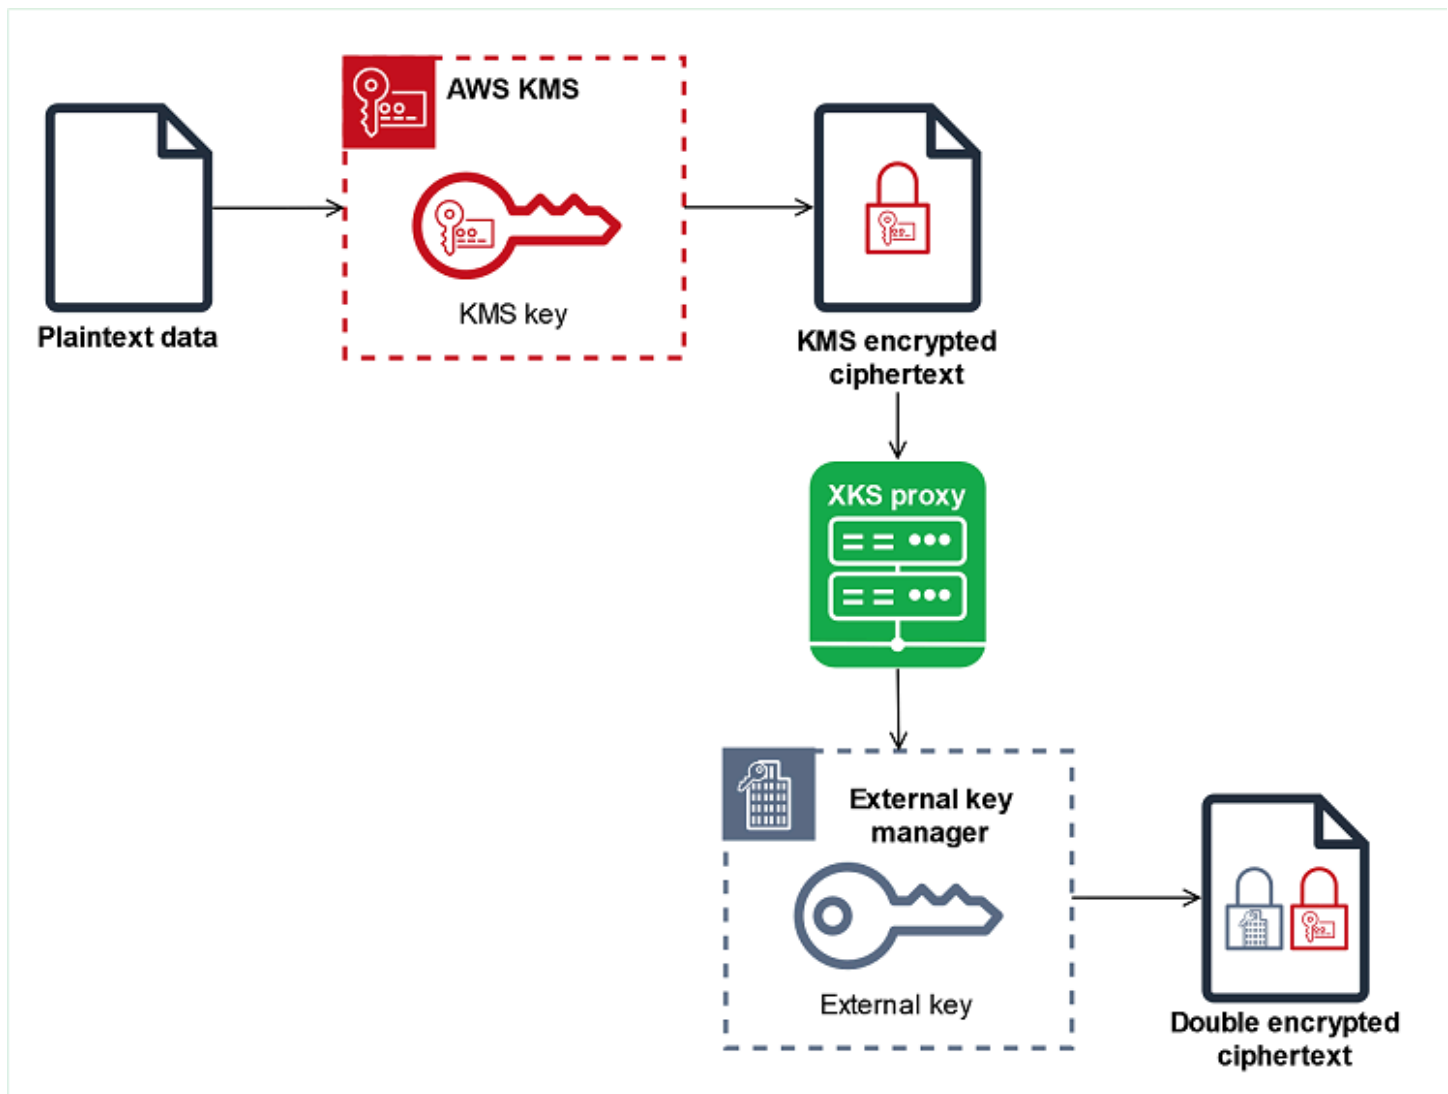 AWS KMS
KMS key
Plaintext data
KMS encrypted
ciphertext
XKS proxy
External key
manager
External key
Double encrypted
ciphertext